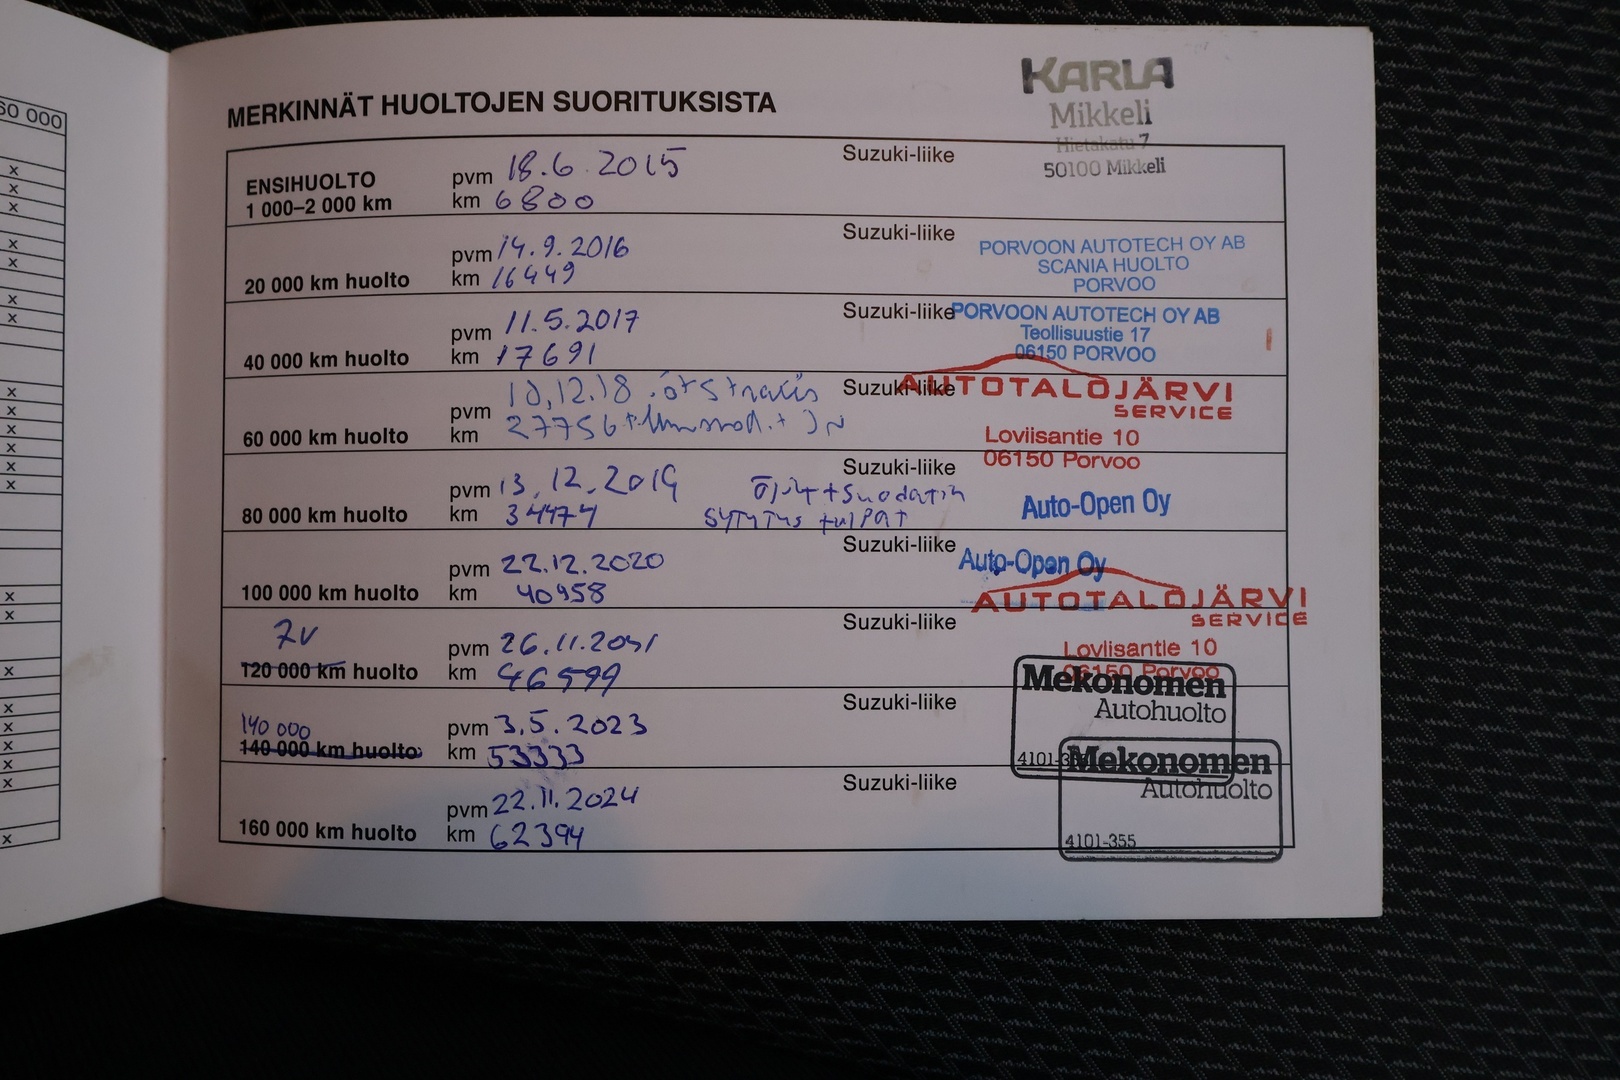 50 000
MERKINNÄT HUOLTOJEN SUORITUKSISTA
KARLA
Mikkeli
Hietakatu 7
50100 Mikkeli
ENSIHUOLTO
1 000–2 000 km
pvm 18.6.2015
km 6800
Suzuki-liike
20 000 km huolto
pvm 14.9.2016
km 16449
Suzuki-liike
PORVOON AUTOTECH OY AB
SCANIA HUOLTO
PORVOO
40 000 km huolto
pvm 11.5.2017
km 17691
Suzuki-liike
PORVOON AUTOTECH OY AB
Teollisuustie 17
06150 PORVOO
60 000 km huolto
pvm 10.12.18
km 27756
Suzuki-liike
AUTOTALOJÄRVI
SERVICE
Loviisantie 10
06150 Porvoo
80 000 km huolto
pvm 13.12.2019
km 34474
Suzuki-liike
Auto-Open Oy
100 000 km huolto
pvm 22.12.2020
km 40958
Suzuki-liike
Auto-Open Oy
7v
120 000 km huolto
pvm 26.11.2021
km 46599
Suzuki-liike
AUTOTALOJÄRVI
SERVICE
Loviisantie 10
06150 Porvoo
140 000
140 000 km huolto
pvm 3.5.2023
km 53333
Suzuki-liike
Mekonomen
Autohuolto
160 000 km huolto
pvm 22.11.2024
km 62394
Suzuki-liike
Mekonomen
Autohuolto
4101-355